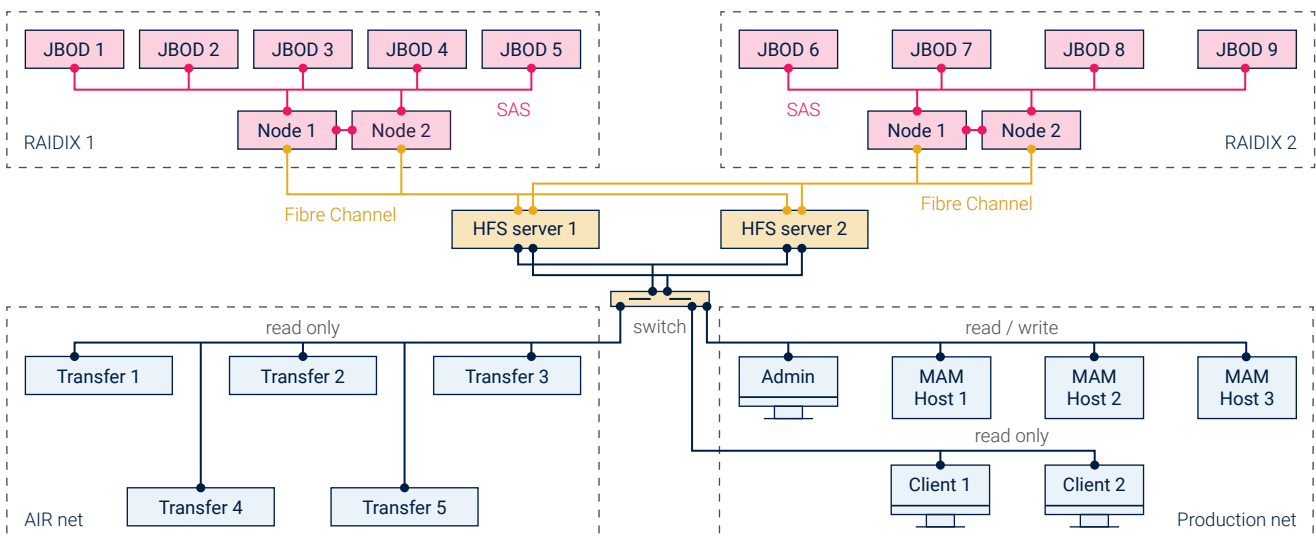 JBOD 1
JBOD 2
JBOD 3
JBOD 4
JBOD 5
SAS
Node 1
Node 2
RAIDIX 1
JBOD 6
JBOD 7
JBOD 8
JBOD 9
SAS
Node 1
Node 2
RAIDIX 2
Fibre Channel
Fibre Channel
HFS server 1
HFS server 2
switch
read only
Transfer 1
Transfer 2
Transfer 3
Transfer 4
Transfer 5
AIR net
read / write
Admin
MAM
Host 1
MAM
Host 2
MAM
Host 3
read only
Client 1
Client 2
Production net